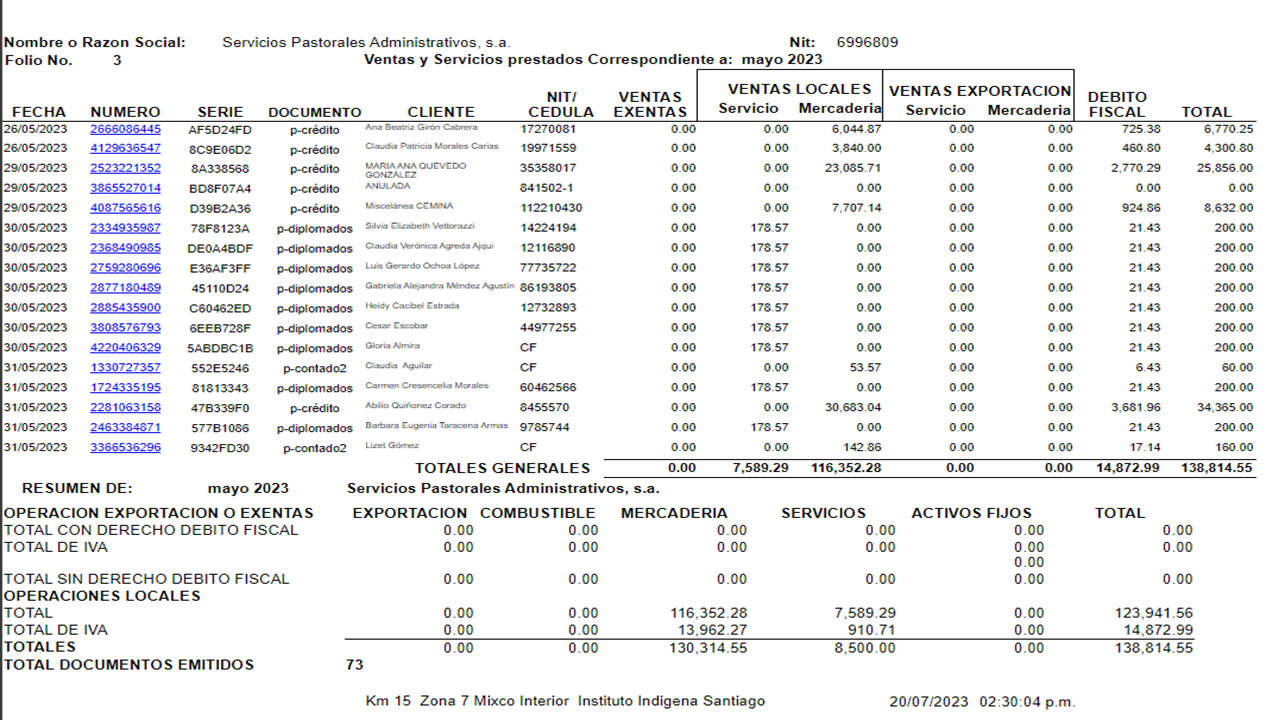 Nombre o Razon Social: Servicios Pastorales Administrativos, s.a. Nit: 6996809
Folio No. 3 Ventas y Servicios prestados Correspondiente a: mayo 2023
VENTAS LOCALES VENTAS EXPORTACION
NIT/ VENTAS DEBITO
FECHA NUMERO SERIE DOCUMENTO CLIENTE CEDULA EXENTAS Servicio Mercaderia Servicio Mercaderia FISCAL TOTAL
26/05/2023 2666086445 AF5D24FD p-crédito Ana Beatriz Girón Cabrera 17270081 0.00 0.00 6,044.87 0.00 0.00 725.38 6,770.25
26/05/2023 4129636547 8C9E06D2 p-crédito Claudia Patricia Morales Carias 19971559 0.00 0.00 3,840.00 0.00 0.00 460.80 4,300.80
29/05/2023 2523221352 8A338568 p-crédito MARIA ANA QUEVEDO GONZÁLEZ 35358017 0.00 0.00 23,085.71 0.00 0.00 2,770.29 25,856.00
29/05/2023 3865527014 BD8F07A4 p-crédito ANULADA 841502-1 0.00 0.00 0.00 0.00 0.00 0.00 0.00
29/05/2023 4087565616 D39B2A36 p-crédito Miscelánea CEMINA 112210430 0.00 0.00 7,707.14 0.00 0.00 924.86 8,632.00
30/05/2023 2334935987 78F8123A p-diplomados Silvia Elizabeth Vettorazzi 14224194 0.00 178.57 0.00 0.00 0.00 21.43 200.00
30/05/2023 2368490985 DE0A4BDF p-diplomados Claudia Verónica Agreda Ajqui 12116890 0.00 178.57 0.00 0.00 0.00 21.43 200.00
30/05/2023 2759280696 E36AF3FF p-diplomados Luis Gerardo Ochoa López 77735722 0.00 178.57 0.00 0.00 0.00 21.43 200.00
30/05/2023 2877180489 45110D24 p-diplomados Gabriela Alejandra Méndez Agustín 86193805 0.00 178.57 0.00 0.00 0.00 21.43 200.00
30/05/2023 2885435900 C60462ED p-diplomados Heidy Cacibel Estrada 12732893 0.00 178.57 0.00 0.00 0.00 21.43 200.00
30/05/2023 3808576793 6EEB728F p-diplomados Cesar Escobar 44977255 0.00 178.57 0.00 0.00 0.00 21.43 200.00
30/05/2023 4220406329 5ABDBC1B p-diplomados Gloria Almira CF 0.00 178.57 0.00 0.00 0.00 21.43 200.00
31/05/2023 1330727357 552E5246 p-contado2 Claudia Aguilar CF 0.00 0.00 53.57 0.00 0.00 6.43 60.00
31/05/2023 1724335195 81813343 p-diplomados Carmen Cresencelia Morales 60462566 0.00 178.57 0.00 0.00 0.00 21.43 200.00
31/05/2023 2281063158 47B339F0 p-crédito Abilio Quiñonez Corado 8455570 0.00 0.00 30,683.04 0.00 0.00 3,681.96 34,365.00
31/05/2023 2463384871 577B1086 p-diplomados Barbara Eugenia Taracena Armas 9785744 0.00 178.57 0.00 0.00 0.00 21.43 200.00
31/05/2023 3366536296 9342FD30 p-contado2 Lizet Gómez CF 0.00 0.00 142.86 0.00 0.00 17.14 160.00
TOTALES GENERALES 0.00 7,589.29 116,352.28 0.00 0.00 14,872.99 138,814.55
RESUMEN DE: mayo 2023 Servicios Pastorales Administrativos, s.a.
OPERACION EXPORTACION O EXENTAS EXPORTACION COMBUSTIBLE MERCADERIA SERVICIOS ACTIVOS FIJOS TOTAL
TOTAL CON DERECHO DEBITO FISCAL 0.00 0.00 0.00 0.00 0.00 0.00
TOTAL DE IVA 0.00 0.00 0.00 0.00 0.00 0.00
0.00
TOTAL SIN DERECHO DEBITO FISCAL 0.00 0.00 0.00 0.00 0.00 0.00
OPERACIONES LOCALES
TOTAL 0.00 0.00 116,352.28 7,589.29 0.00 123,941.56
TOTAL DE IVA 0.00 0.00 13,962.27 910.71 0.00 14,872.99
TOTALES 0.00 0.00 130,314.55 8,500.00 0.00 138,814.55
TOTAL DOCUMENTOS EMITIDOS 73
Km 15 Zona 7 Mixco Interior Instituto Indigena Santiago 20/07/2023 02:30:04 p.m.